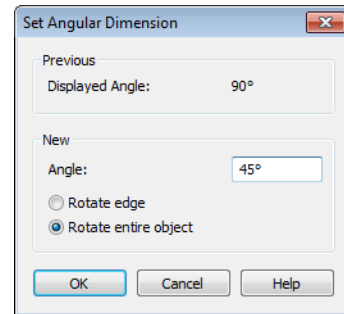 Set Angular Dimension
Previous
Displayed Angle: 90°
New
Angle: 45°
Rotate edge
Rotate entire object
OK Cancel Help